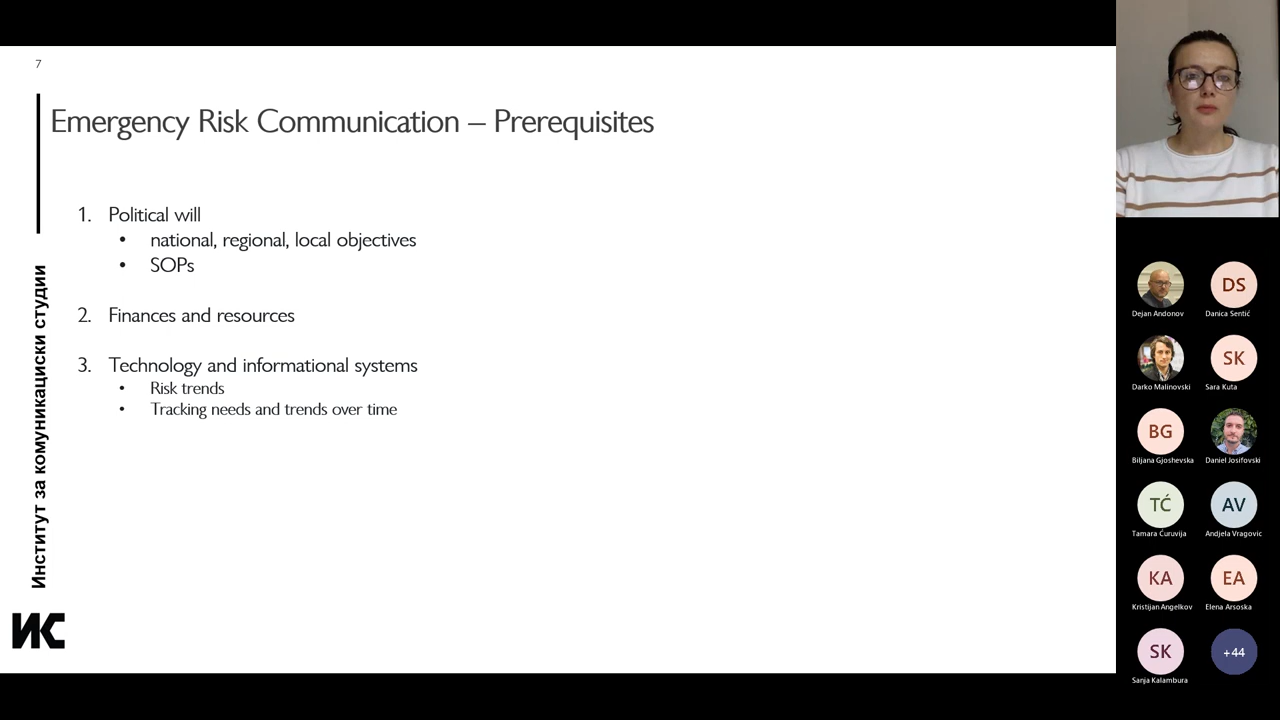 7
Emergency Risk Communication – Prerequisites
1. Political will
• national, regional, local objectives
• SOPs
2. Finances and resources
3. Technology and informational systems
• Risk trends
• Tracking needs and trends over time
Институт за комуникациски студии
ИС
Dejan Andonov
DS
Danica Sentić
Darko Malinovski
SK
Sara Kuta
BG
Biljana Gjoshevska
Daniel Josifovski
TĆ
Tamara Ćuruvija
AV
Andjela Vragovic
KA
Kristijan Angelkov
EA
Elena Arsoska
SK
Sanja Kalambura
+44